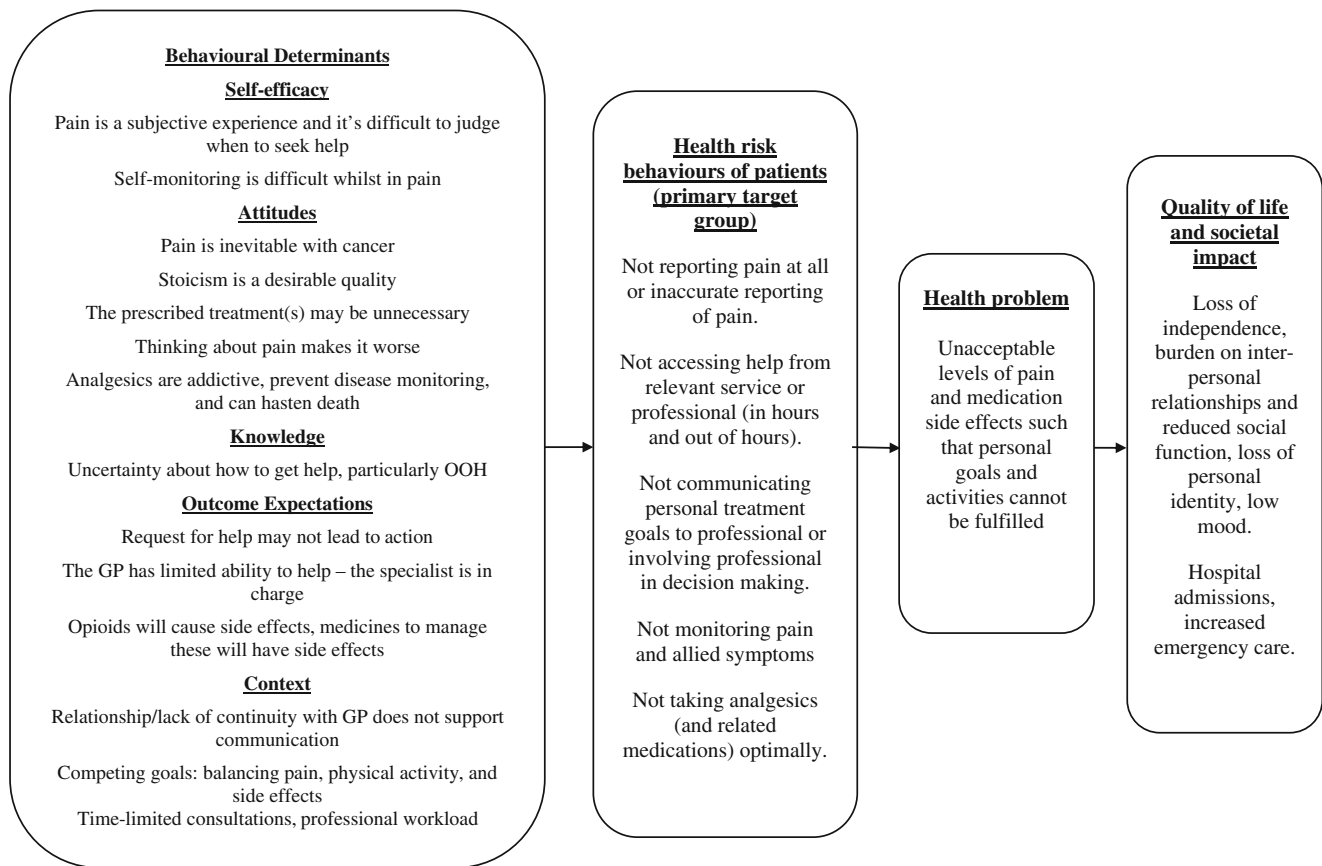 Behavioural Determinants
Self-efficacy
Pain is a subjective experience and it's difficult to judge
when to seek help
Self-monitoring is difficult whilst in pain
Attitudes
Pain is inevitable with cancer
Stoicism is a desirable quality
The prescribed treatment(s) may be unnecessary
Thinking about pain makes it worse
Analgesics are addictive, prevent disease monitoring,
and can hasten death
Knowledge
Uncertainty about how to get help, particularly OOH
Outcome Expectations
Request for help may not lead to action
The GP has limited ability to help – the specialist is in
charge
Opioids will cause side effects, medicines to manage
these will have side effects
Context
Relationship/lack of continuity with GP does not support
communication
Competing goals: balancing pain, physical activity, and
side effects
Time-limited consultations, professional workload
Health risk
behaviours of patients
(primary target
group)
Not reporting pain at all
or inaccurate reporting
of pain.
Not accessing help from
relevant service or
professional (in hours
and out of hours).
Not communicating
personal treatment
goals to professional or
involving professional
in decision making.
Not monitoring pain
and allied symptoms
Not taking analgesics
(and related
medications) optimally.
Health problem
Unacceptable
levels of pain
and medication
side effects such
that personal
goals and
activities cannot
be fulfilled
Quality of life
and societal
impact
Loss of
independence,
burden on inter-
personal
relationships and
reduced social
function, loss of
personal
identity, low
mood.
Hospital
admissions,
increased
emergency care.